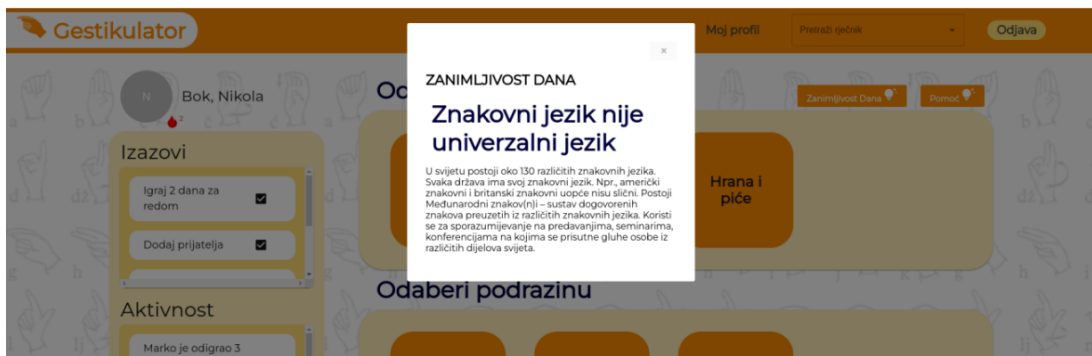 Gestikulator
Moj profil
Pretraži rječnik
Odjava
N
Bok, Nikola
2
Zanimljivost Dana
Pomoć
Izazovi
Igraj 2 dana za
redom
Dodaj prijatelja
Aktivnost
Marko je odigrao 3
×
ZANIMLJIVOST DANA
Znakovni jezik nije
univerzalni jezik
U svijetu postoji oko 130 različitih znakovnih jezika.
Svaka država ima svoj znakovni jezik. Npr., američki
znakovni i britanski znakovni uopće nisu slični. Postoji
Međunarodni znakov(n)i – sustav dogovorenih
znakova preuzetih iz različitih znakovnih jezika. Koristi
se za sporazumijevanje na predavanjima, seminarima,
konferencijama na kojima se prisutne gluhe osobe iz
različitih dijelova svijeta.
Hrana i
piće
Odaberi podrazinu